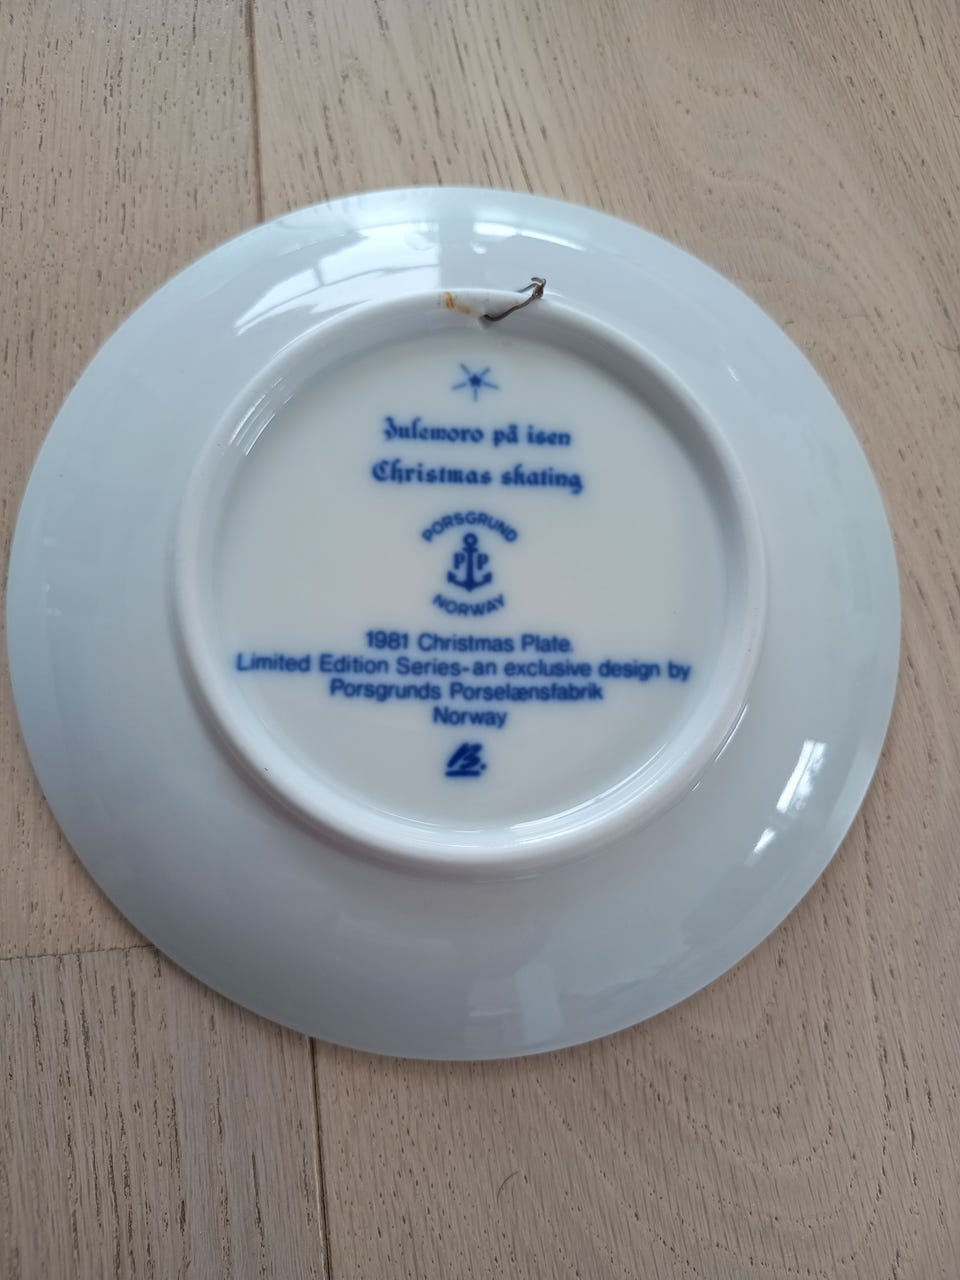 Julemoro på isen
Christmas skating
PORSGRUND
P P
NORWAY
1981 Christmas Plate.
Limited Edition Series-an exclusive design by
Porsgrunds Porselænsfabrik
Norway